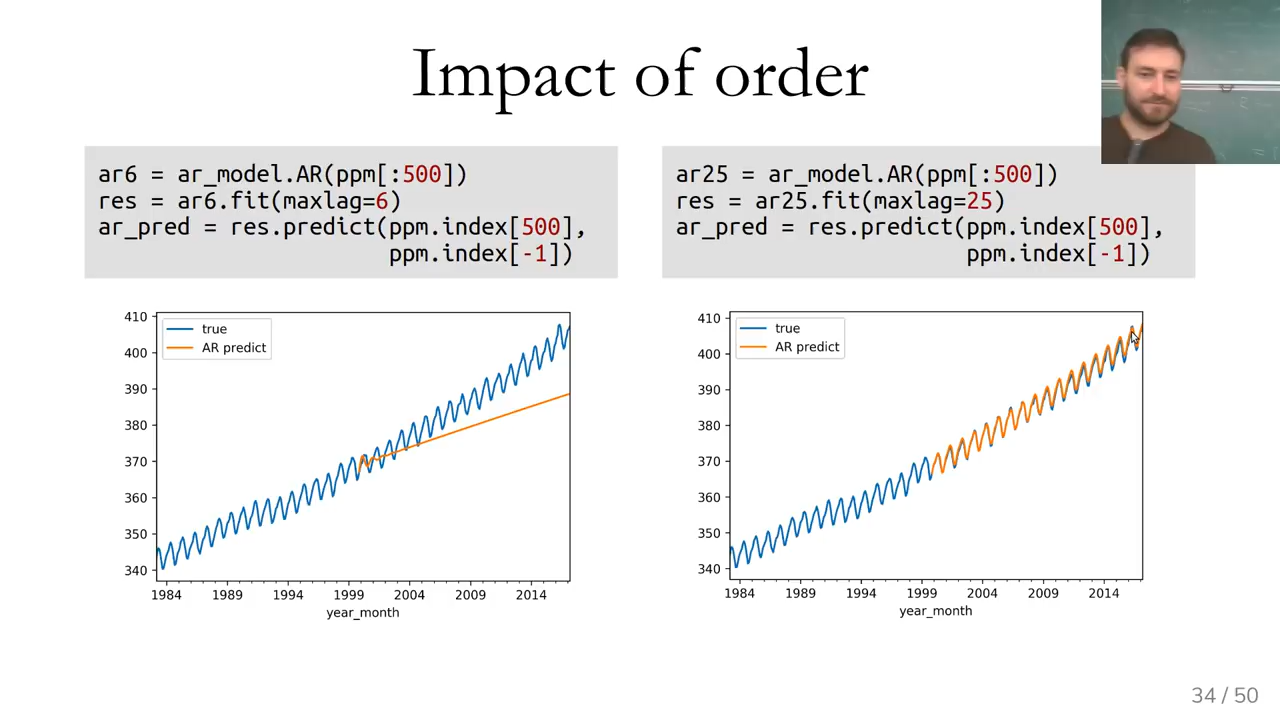 Impact of order
ar6 = ar_model.AR(ppm[:500])
res = ar6.fit(maxlag=6)
ar_pred = res.predict(ppm.index[500],
ppm.index[-1])
ar25 = ar_model.AR(ppm[:500])
res = ar25.fit(maxlag=25)
ar_pred = res.predict(ppm.index[500],
ppm.index[-1])
true
AR predict
410
400
390
380
370
360
350
340
1984 1989 1994 1999 2004 2009 2014
year_month
true
AR predict
410
400
390
380
370
360
350
340
1984 1989 1994 1999 2004 2009 2014
year_month
34 / 50